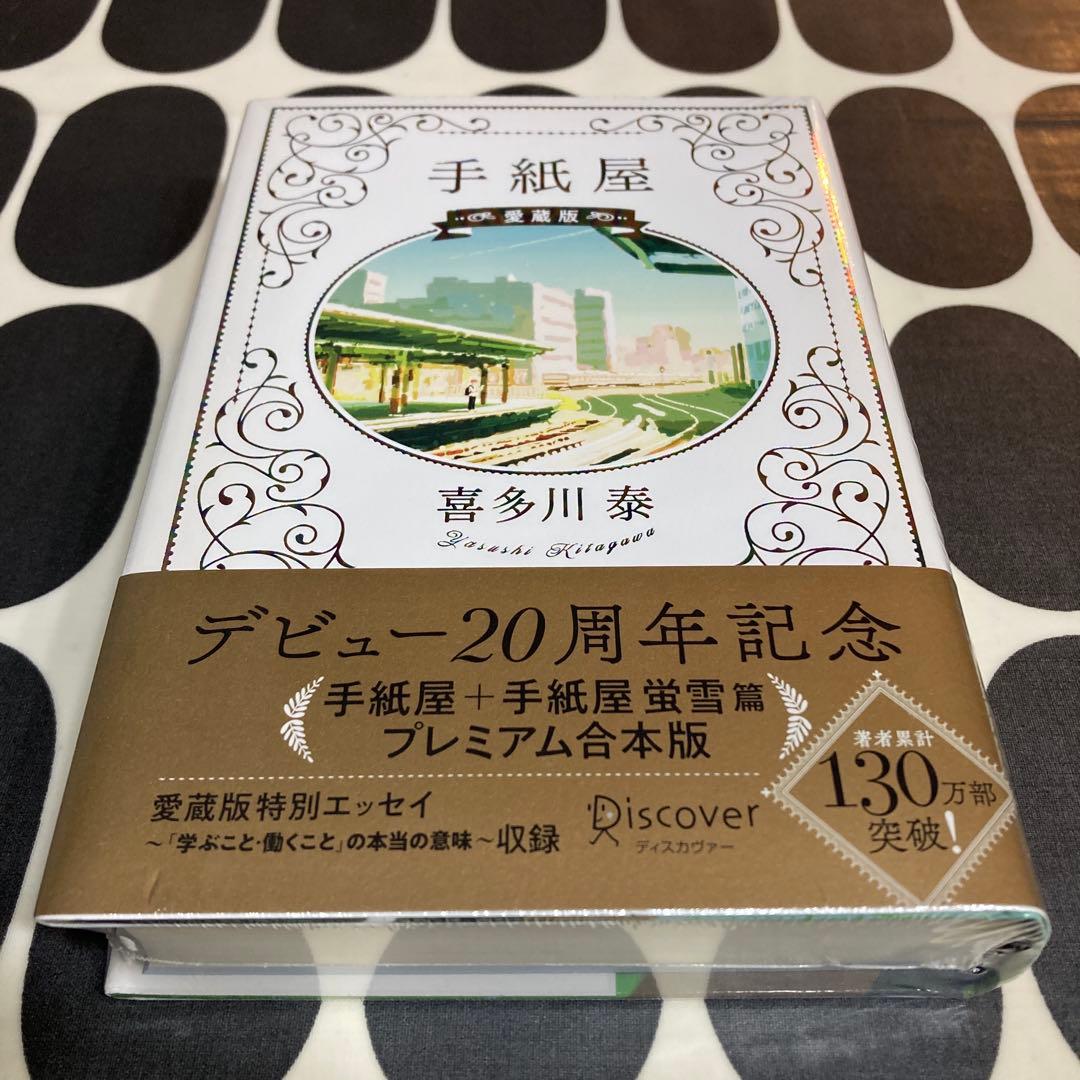 手紙屋
愛蔵版
喜多川 泰
Yasushi Kitagawa
デビュー20周年記念
手紙屋+手紙屋 蛍雪篇
プレミアム合本版
愛蔵版特別エッセイ
~「学ぶこと・働くこと」の本当の意味~収録
Discover
ディスカヴァー
著者累計
130万部
突破!